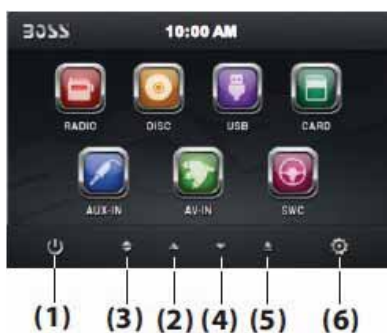 BOSS 10:00 AM
RADIO DISC USB CARD
AUX-IN AV-IN SWC
(1) (3) (2) (4) (5) (6)